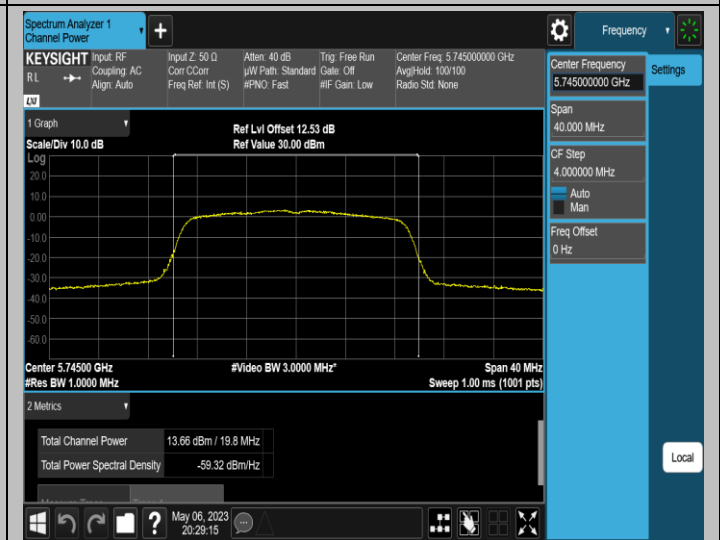 Spectrum Analyzer 1
Channel Power
+
Frequency
KEYSIGHT
RL
LXI
Input: RF
Coupling: AC
Align: Auto
Input Z: 50 Ω
Corr CCorr
Freq Ref: Int (S)
Atten: 40 dB
µW Path: Standard
#PNO: Fast
Trig: Free Run
Gate: Off
#IF Gain: Low
Center Freq: 5.745000000 GHz
Avg|Hold: 100/100
Radio Std: None
Center Frequency
5.745000000 GHz
Settings
Span
40.000 MHz
CF Step
4.000000 MHz
Auto
Man
Freq Offset
0 Hz
1 Graph
Scale/Div 10.0 dB
Ref Lvl Offset 12.53 dB
Ref Value 30.00 dBm
Log
20.0
10.0
0.00
-10.0
-20.0
-30.0
-40.0
-50.0
-60.0
Center 5.74500 GHz
#Video BW 3.0000 MHz*
Span 40 MHz
#Res BW 1.0000 MHz
Sweep 1.00 ms (1001 pts)
2 Metrics
Total Channel Power 13.66 dBm / 19.8 MHz
Total Power Spectral Density -59.32 dBm/Hz
Local
?
May 06, 2023
20:29:15